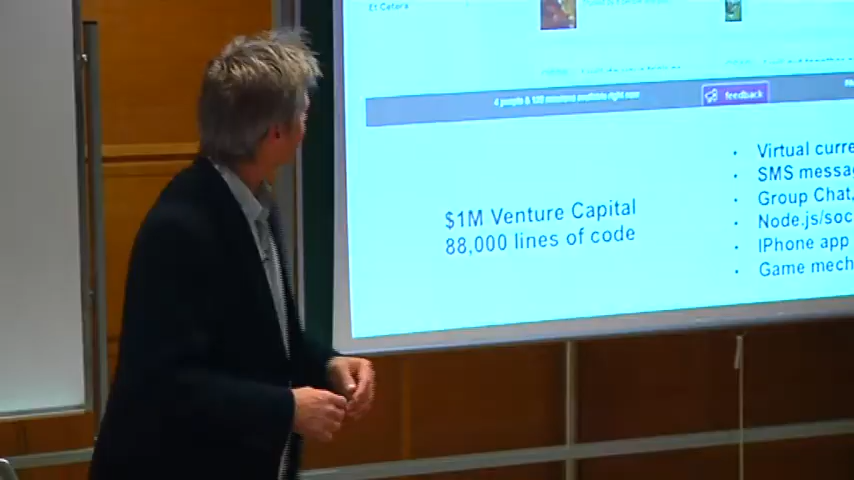 Et Cetera
feedback
$1M Venture Capital
88,000 lines of code
• Virtual curre
• SMS messa
• Group Chat,
• Node.js/soc
• IPhone app
• Game mech